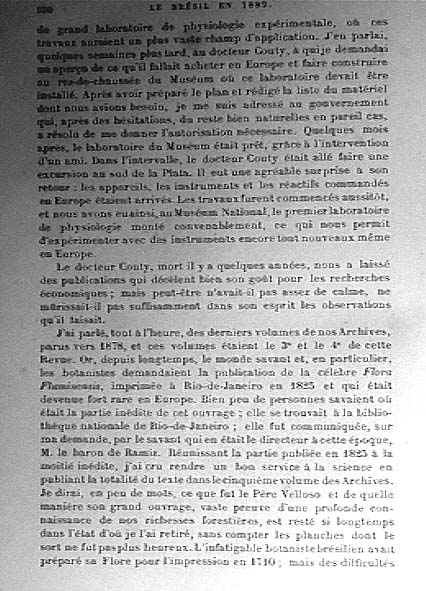 LE BRÉSIL EN 1889.
de grand laboratoire de physiologie expérimentale, où ces
travaux auraient un plus vaste champ d'application. J'en parlai,
quelques semaines plus tard, au docteur Couty, à qui je demandai
un aperçu de ce qu'il fallait acheter en Europe et faire construire
au rez-de-chaussée du Muséum où ce laboratoire devait être
installé. Après avoir préparé le plan et rédigé la liste du matériel
dont nous avions besoin, je me suis adressé au gouvernement
qui, après des hésitations, du reste bien naturelles en pareil cas,
a résolu de me donner l'autorisation nécessaire. Quelques mois
après, le laboratoire du Muséum était prêt, grâce à l'intervention
d'un ami. Dans l'intervalle, le docteur Couty était allé faire une
excursion au sud de la Plata. Il eut une agréable surprise à son
retour : les appareils, les instruments et les réactifs commandés
en Europe étaient arrivés. Les travaux furent commencés aussitôt,
et nous avons eu ainsi, au Muséum National, le premier laboratoire
de physiologie monté convenablement, ce qui nous permit
d'expérimenter avec des instruments encore tout nouveaux même
en Europe.
Le docteur Couty, mort il y a quelques années, nous a laissé
des publications qui décèlent bien son goût pour les recherches
économiques ; mais peut-être n'avait-il pas assez de calme, ne
mûrissait-il pas suffisamment dans son esprit les observations
qu'il faisait.
J'ai parlé, tout à l'heure, des derniers volumes de nos Archives,
parus vers 1878, et ces volumes étaient le 3e et le 4e de cette
Revue. Or, depuis longtemps, le monde savant et, en particulier,
les botanistes demandaient la publication de la célèbre Flora
Fluminensis, imprimée à Rio-de-Janeiro en 1825 et qui était
devenue fort rare en Europe. Bien peu de personnes savaient où
était la partie inédite de cet ouvrage ; elle se trouvait à la biblio-
thèque nationale de Rio-de-Janeiro ; elle fut communiquée, sur
ma demande, par le savant qui en était le directeur à cette époque,
M. le baron de Ramiz. Réunissant la partie publiée en 1825 à la
moitié inédite, j'ai cru rendre un bon service à la science en
publiant la totalité du texte dans le cinquième volume des Archives.
Je dirai, en peu de mots, ce que fut le Père Velloso et de quelle
manière son grand ouvrage, vaste preuve d'une profonde con-
naissance de nos richesses forestières, est resté si longtemps
dans l'état d'où je l'ai retiré, sans compter les planches dont le
sort ne fut pas plus heureux. L'infatigable botaniste brésilien avait
préparé sa Flore pour l'impression en 1790 ; mais des difficultés